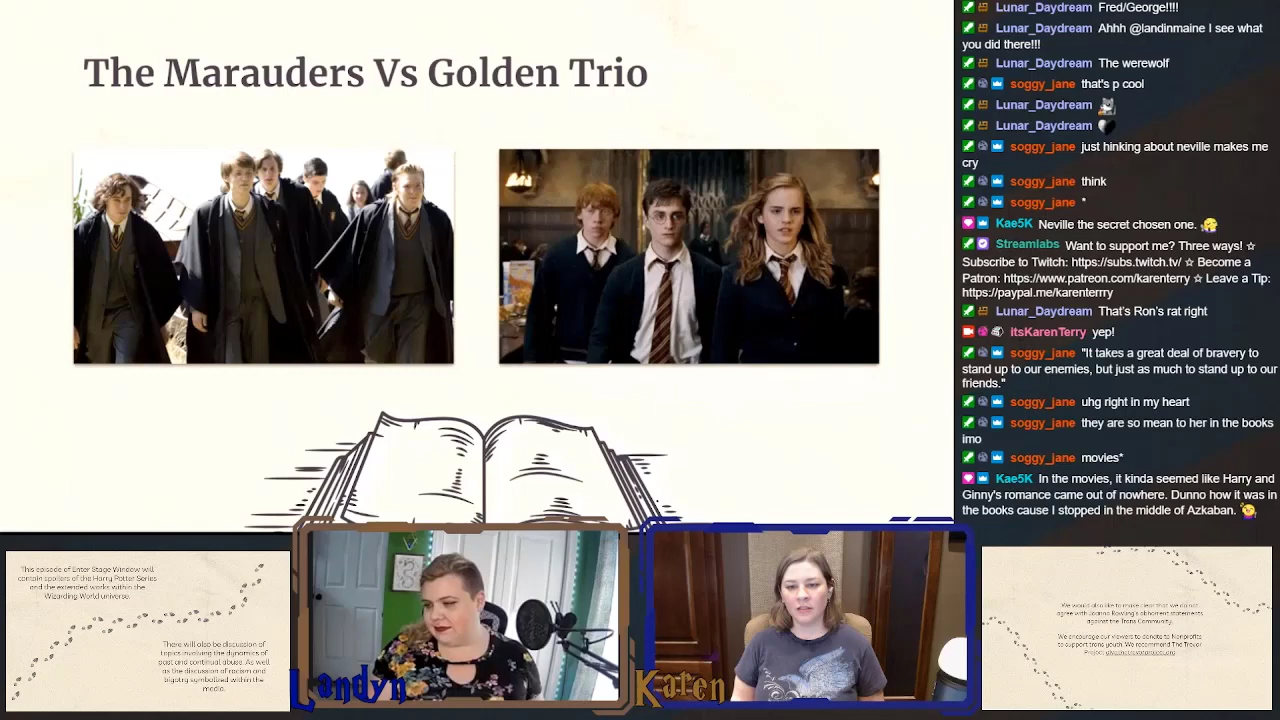 The Marauders Vs Golden Trio
Lunar_Daydream Fred/George!!!!
Lunar_Daydream Ahhh @landinmaine I see what
you did there!!!
Lunar_Daydream The werewolf
soggy_jane that's p cool
Lunar_Daydream
Lunar_Daydream
soggy_jane just hinking about neville makes me
cry
soggy_jane think
soggy_jane *
Kae5K Neville the secret chosen one.
Streamlabs Want to support me? Three ways! ☆
Subscribe to Twitch: https://subs.twitch.tv/ ☆ Become a
Patron: https://www.patreon.com/karenterry ☆ Leave a Tip:
https://paypal.me/karenterrry
Lunar_Daydream That's Ron's rat right
itsKarenTerry yep!
soggy_jane "It takes a great deal of bravery to
stand up to our enemies, but just as much to stand up to our
friends."
soggy_jane uhg right in my heart
soggy_jane they are so mean to her in the books
imo
soggy_jane movies*
Kae5K In the movies, it kinda seemed like Harry and
Ginny's romance came out of nowhere. Dunno how it was in
the books cause I stopped in the middle of Azkaban.
This episode of Enter Stage Window will
contain spoilers of the Harry Potter Series
and the extended works within the
Wizarding World universe.
There will also be discussion of
topics involving the dynamics of
past and continual abuse. As well
as the discussion of racism and
bigotry symbolized within the
media.
Landyn
Karen
We would also like to make clear that we do not
agree with Joanne Rowling's abhorrent statements
against the Trans Community.
We encourage our viewers to donate to Nonprofits
to support trans youth. We recommend The Trevor
Project